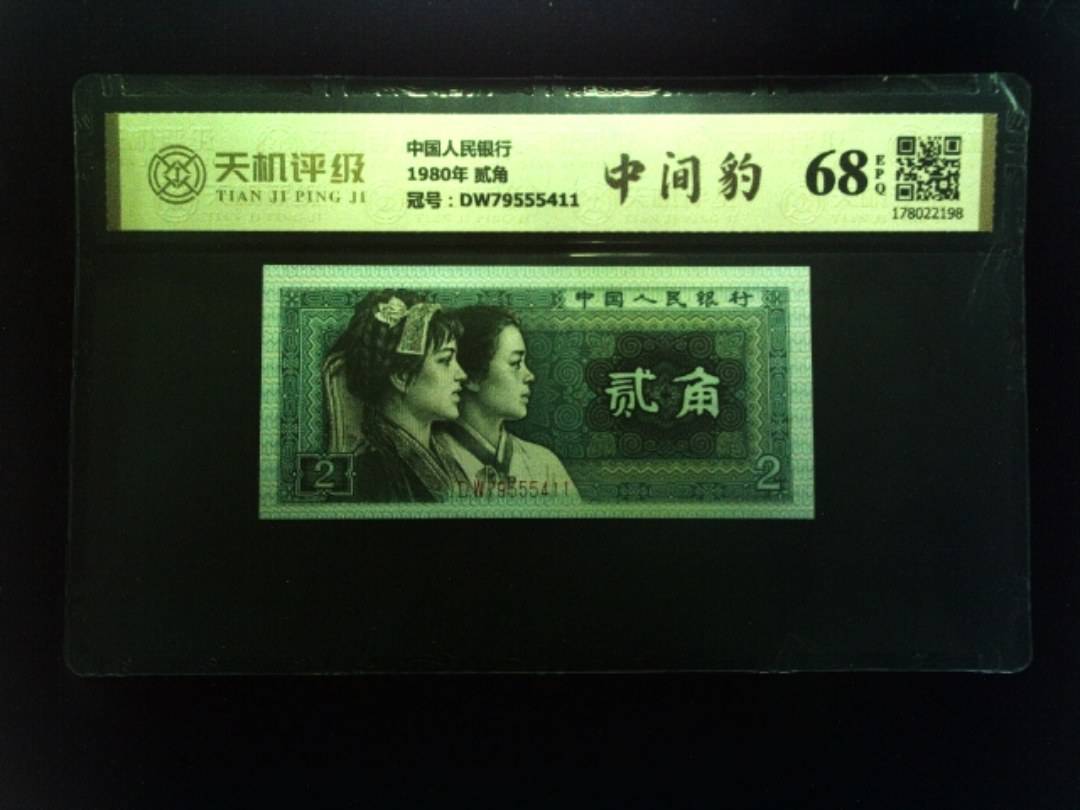 天机评级
TIAN JI PING JI
中国人民银行
1980年 贰角
冠号：DW79555411
中间豹
68
EPQ
178022198
中国人民银行
贰角
2
2
DW79555411